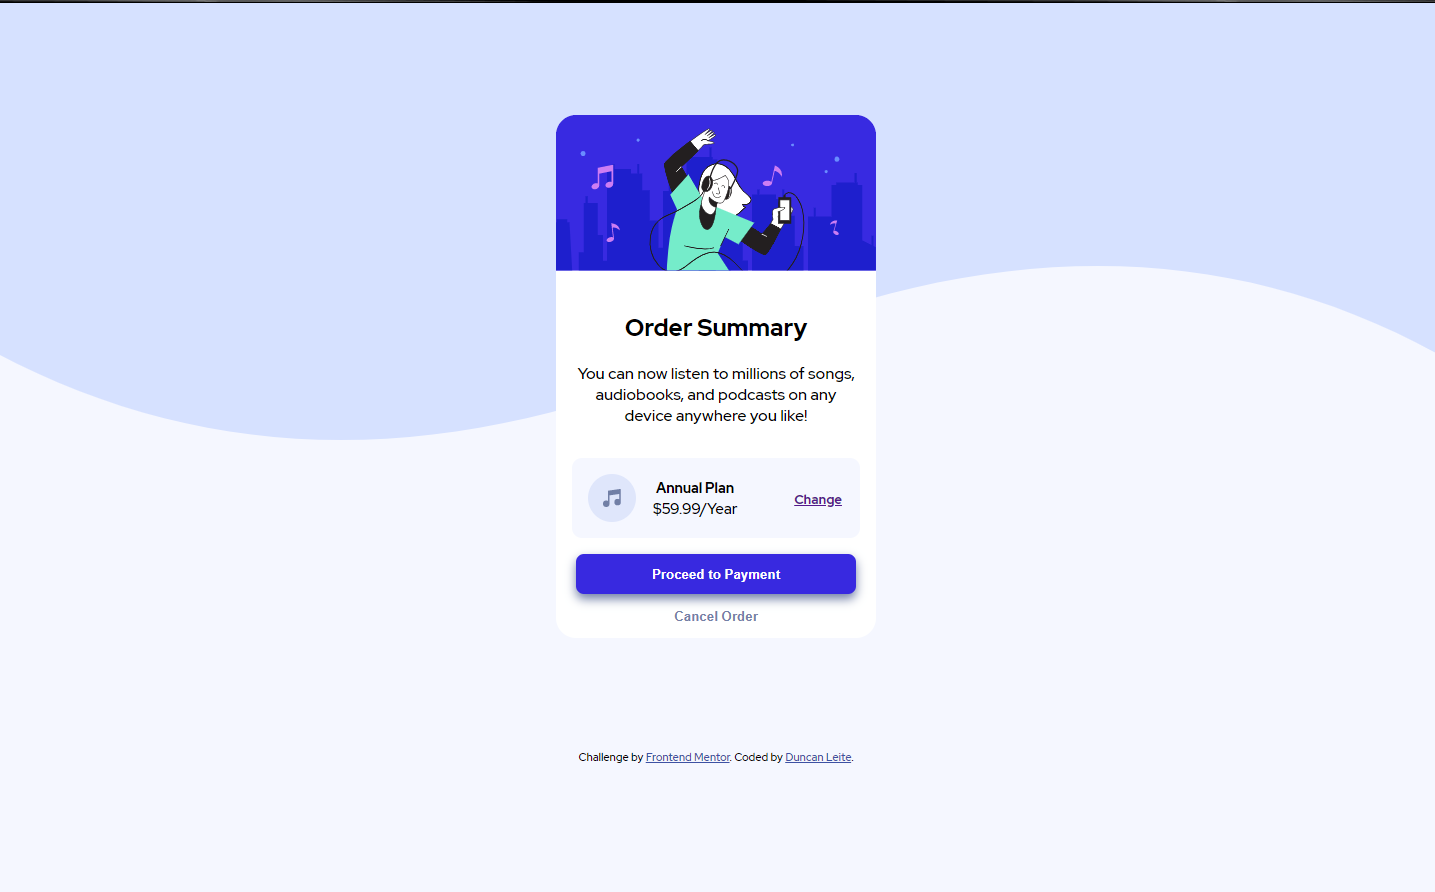 Order Summary
You can now listen to millions of songs,
audiobooks, and podcasts on any
device anywhere you like!
Annual Plan
$59.99/Year
Change
Proceed to Payment
Cancel Order
Challenge by Frontend Mentor. Coded by Duncan Leite.